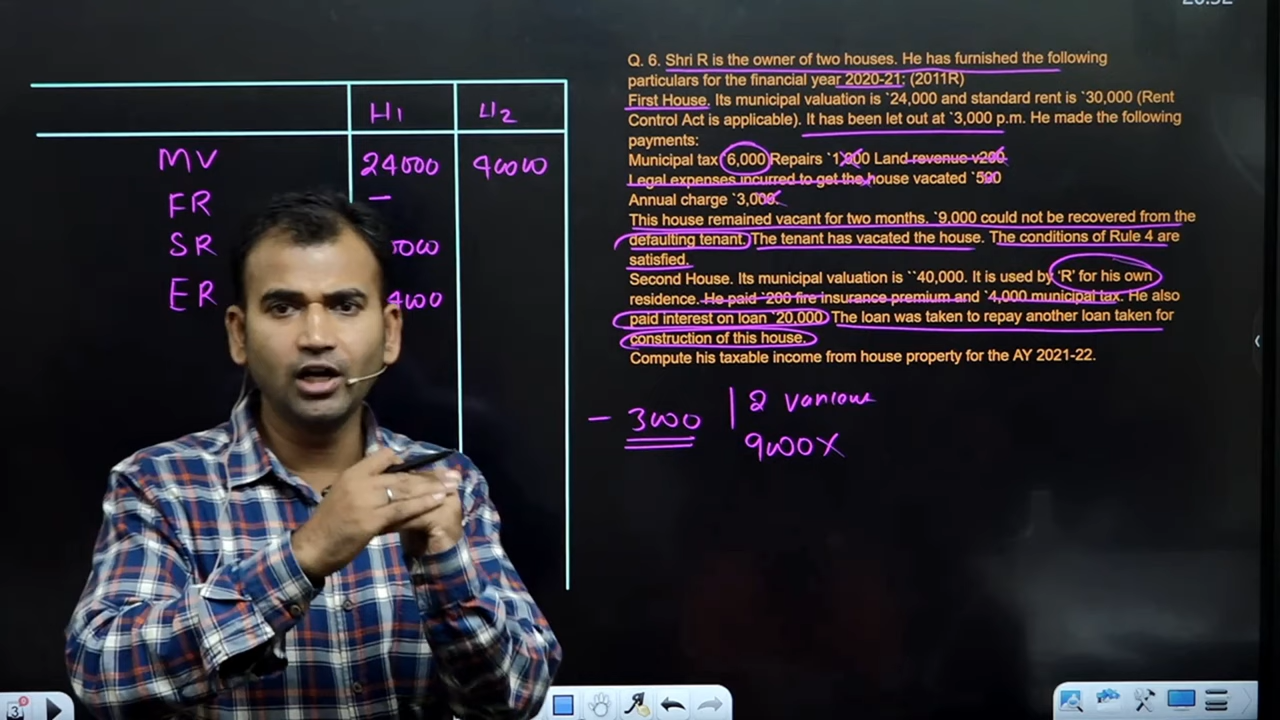 Q. 6. Shri R is the owner of two houses. He has furnished the following
particulars for the financial year 2020-21: (2011R)
First House. Its municipal valuation is `24,000 and standard rent is `30,000 (Rent
Control Act is applicable). It has been let out at `3,000 p.m. He made the following
payments:
Municipal tax `6,000 Repairs `1,000 Land revenue v200
Legal expenses incurred to get the house vacated `500
Annual charge `3,000.
This house remained vacant for two months. `9,000 could not be recovered from the
defaulting tenant. The tenant has vacated the house. The conditions of Rule 4 are
satisfied.
Second House. Its municipal valuation is ``40,000. It is used by 'R' for his own
residence. He paid `200 fire insurance premium and `4,000 municipal tax. He also
paid interest on loan `20,000 The loan was taken to repay another loan taken for
construction of this house.
Compute his taxable income from house property for the AY 2021-22.
H1 H2
MV 24000 40000
FR –
SR
ER
– 3000 | 2
9000 X
3